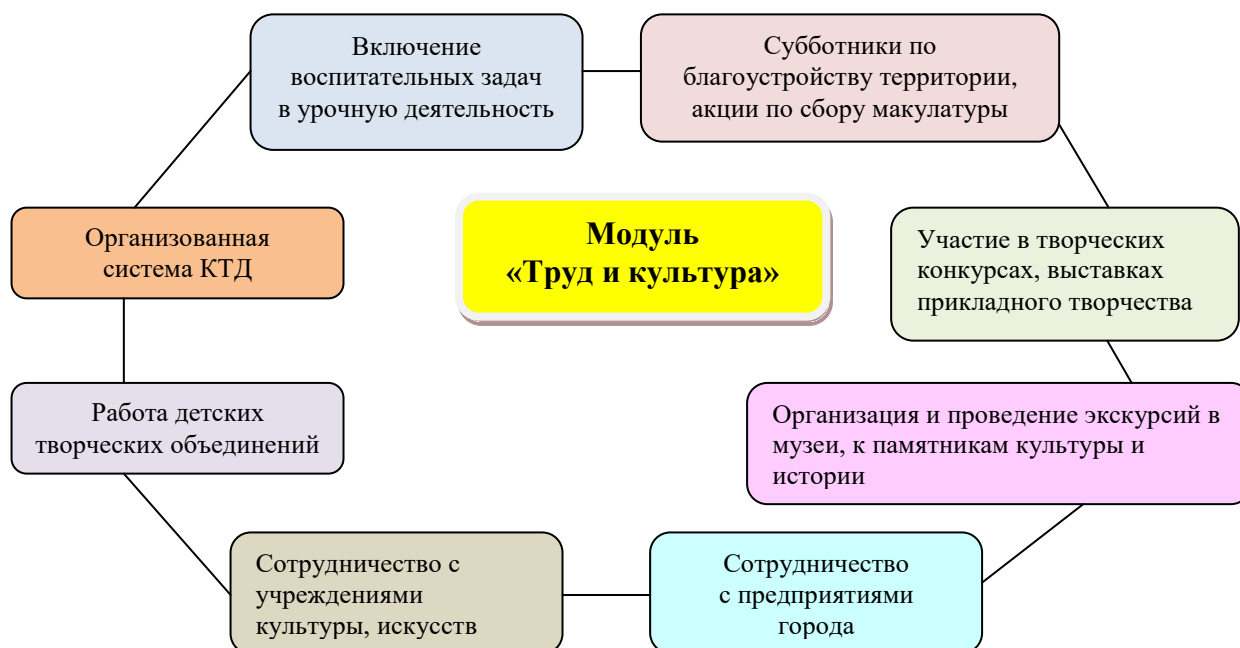 Включение
воспитательных задач
в урочную деятельность
Субботники по
благоустройству территории,
акции по сбору макулатуры
Организованная
система КТД
Модуль
«Труд и культура»
Участие в творческих
конкурсах, выставках
прикладного творчества
Работа детских
творческих объединений
Организация и проведение экскурсий в
музеи, к памятникам культуры и
истории
Сотрудничество с
учреждениями
культуры, искусств
Сотрудничество
с предприятиями
города